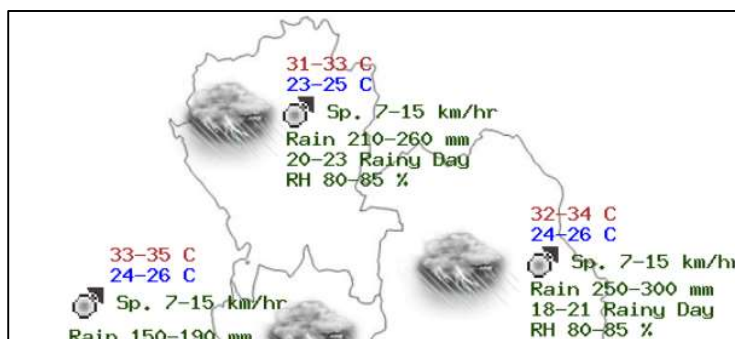 31-33 C
23-25 C
Sp. 7-15 km/hr
Rain 210-260 mm
20-23 Rainy Day
RH 80-85 %
32-34 C
24-26 C
Sp. 7-15 km/hr
Rain 250-300 mm
18-21 Rainy Day
RH 80-85 %
33-35 C
24-26 C
Sp. 7-15 km/hr
Rain 150-190 mm